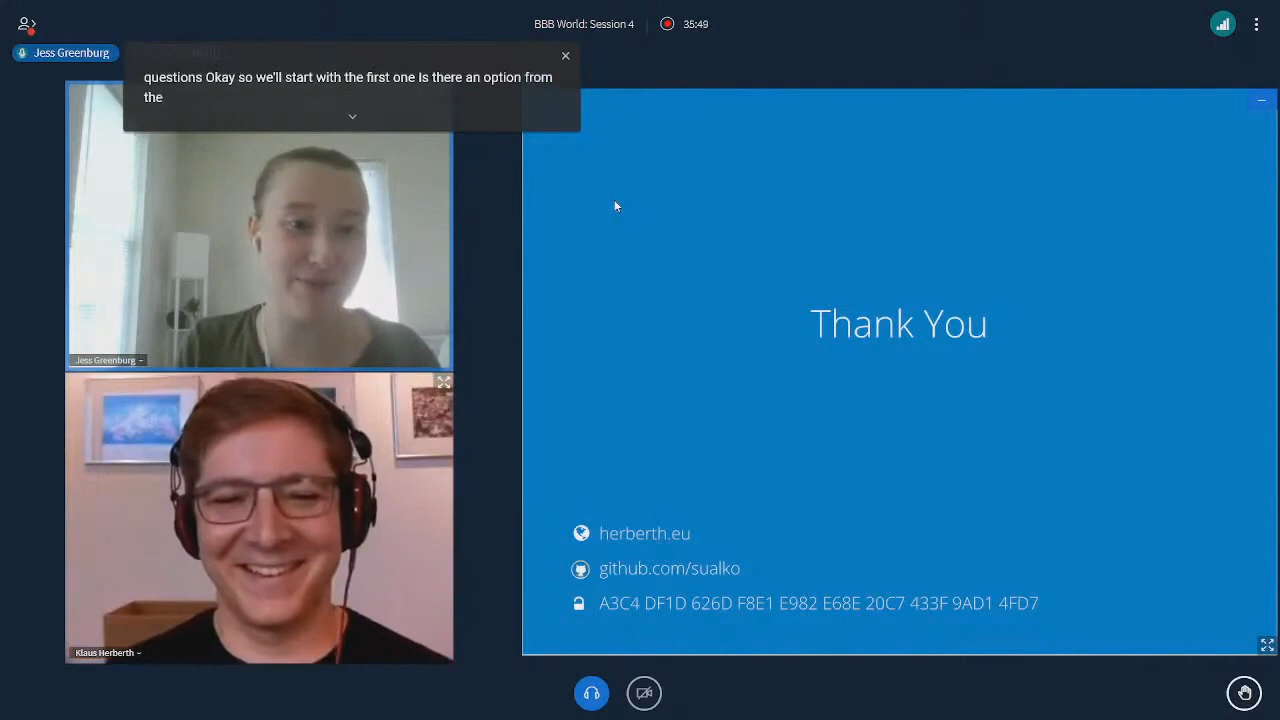 BBB World: Session 4
35:49
Jess Greenburg
questions Okay so we'll start with the first one Is there an option from
the
Jess Greenburg
Thank You
herberth.eu
github.com/sualko
A3C4 DF1D 626D F8E1 E982 E68E 20C7 433F 9AD1 4FD7
Klaus Herberth